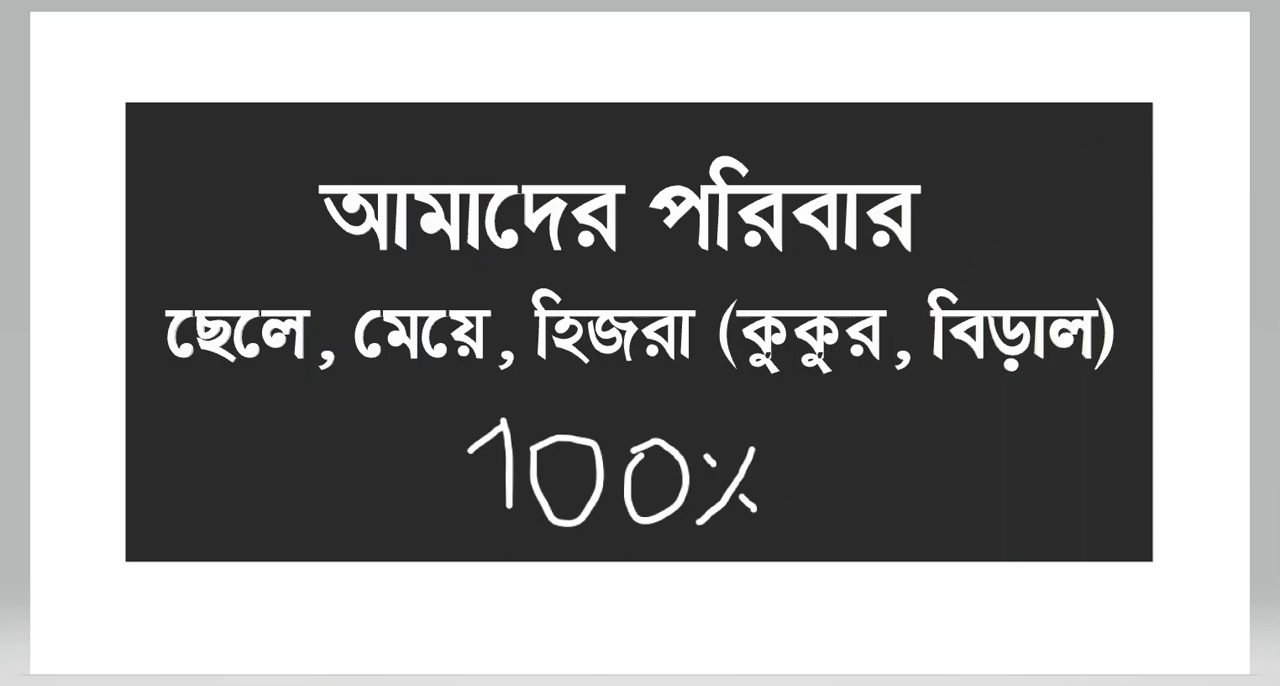 আমাদের পরিবার
ছেলে, মেয়ে, হিজরা (কুকুর, বিড়াল)
100%